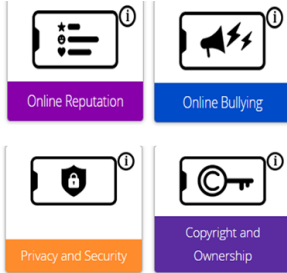 Online Reputation
Online Bullying
Privacy and Security
Copyright and
Ownership